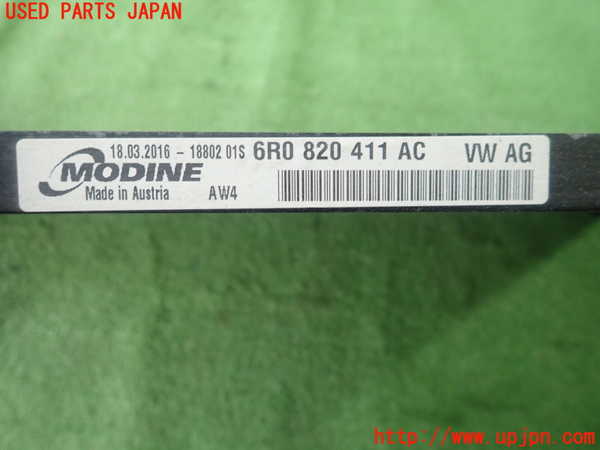 USED PARTS JAPAN
18.03.2016 - 18802 01S 6R0 820 411 AC VW AG
MODINE
Made in Austria AW4
http://www.upjpn.com/